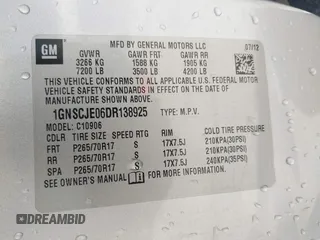 GM
MFD BY GENERAL MOTORS LLC 07/12
GVWR GAWR FRT GAWR RR
3266 KG 1588 KG 1905 KG
7200 LB 3500 LB 4200 LB
THIS VEHICLE CONFORMS TO ALL APPLICABLE U.S. FEDERAL MOTOR
VEHICLE SAFETY STANDARDS IN EFFECT ON THE DATE OF
MANUFACTURE SHOWN ABOVE.
1GNSCJE06DR138925 TYPE: M.P.V.
MODEL: C10906
CDLR TIRE SIZE SPEED RTG RIM COLD TIRE PRESSURE
FRT P265/70R17 S 17X7.5J 210KPA(30PSI)
RR P265/70R17 S 17X7.5J 210KPA(30PSI)
SPA P265/70R17 S 17X7.5J 240KPA(35PSI)
SEE OWNER'S MANUAL FOR MORE INFORMATION.
© DREAMBID
DREAMBID.COM